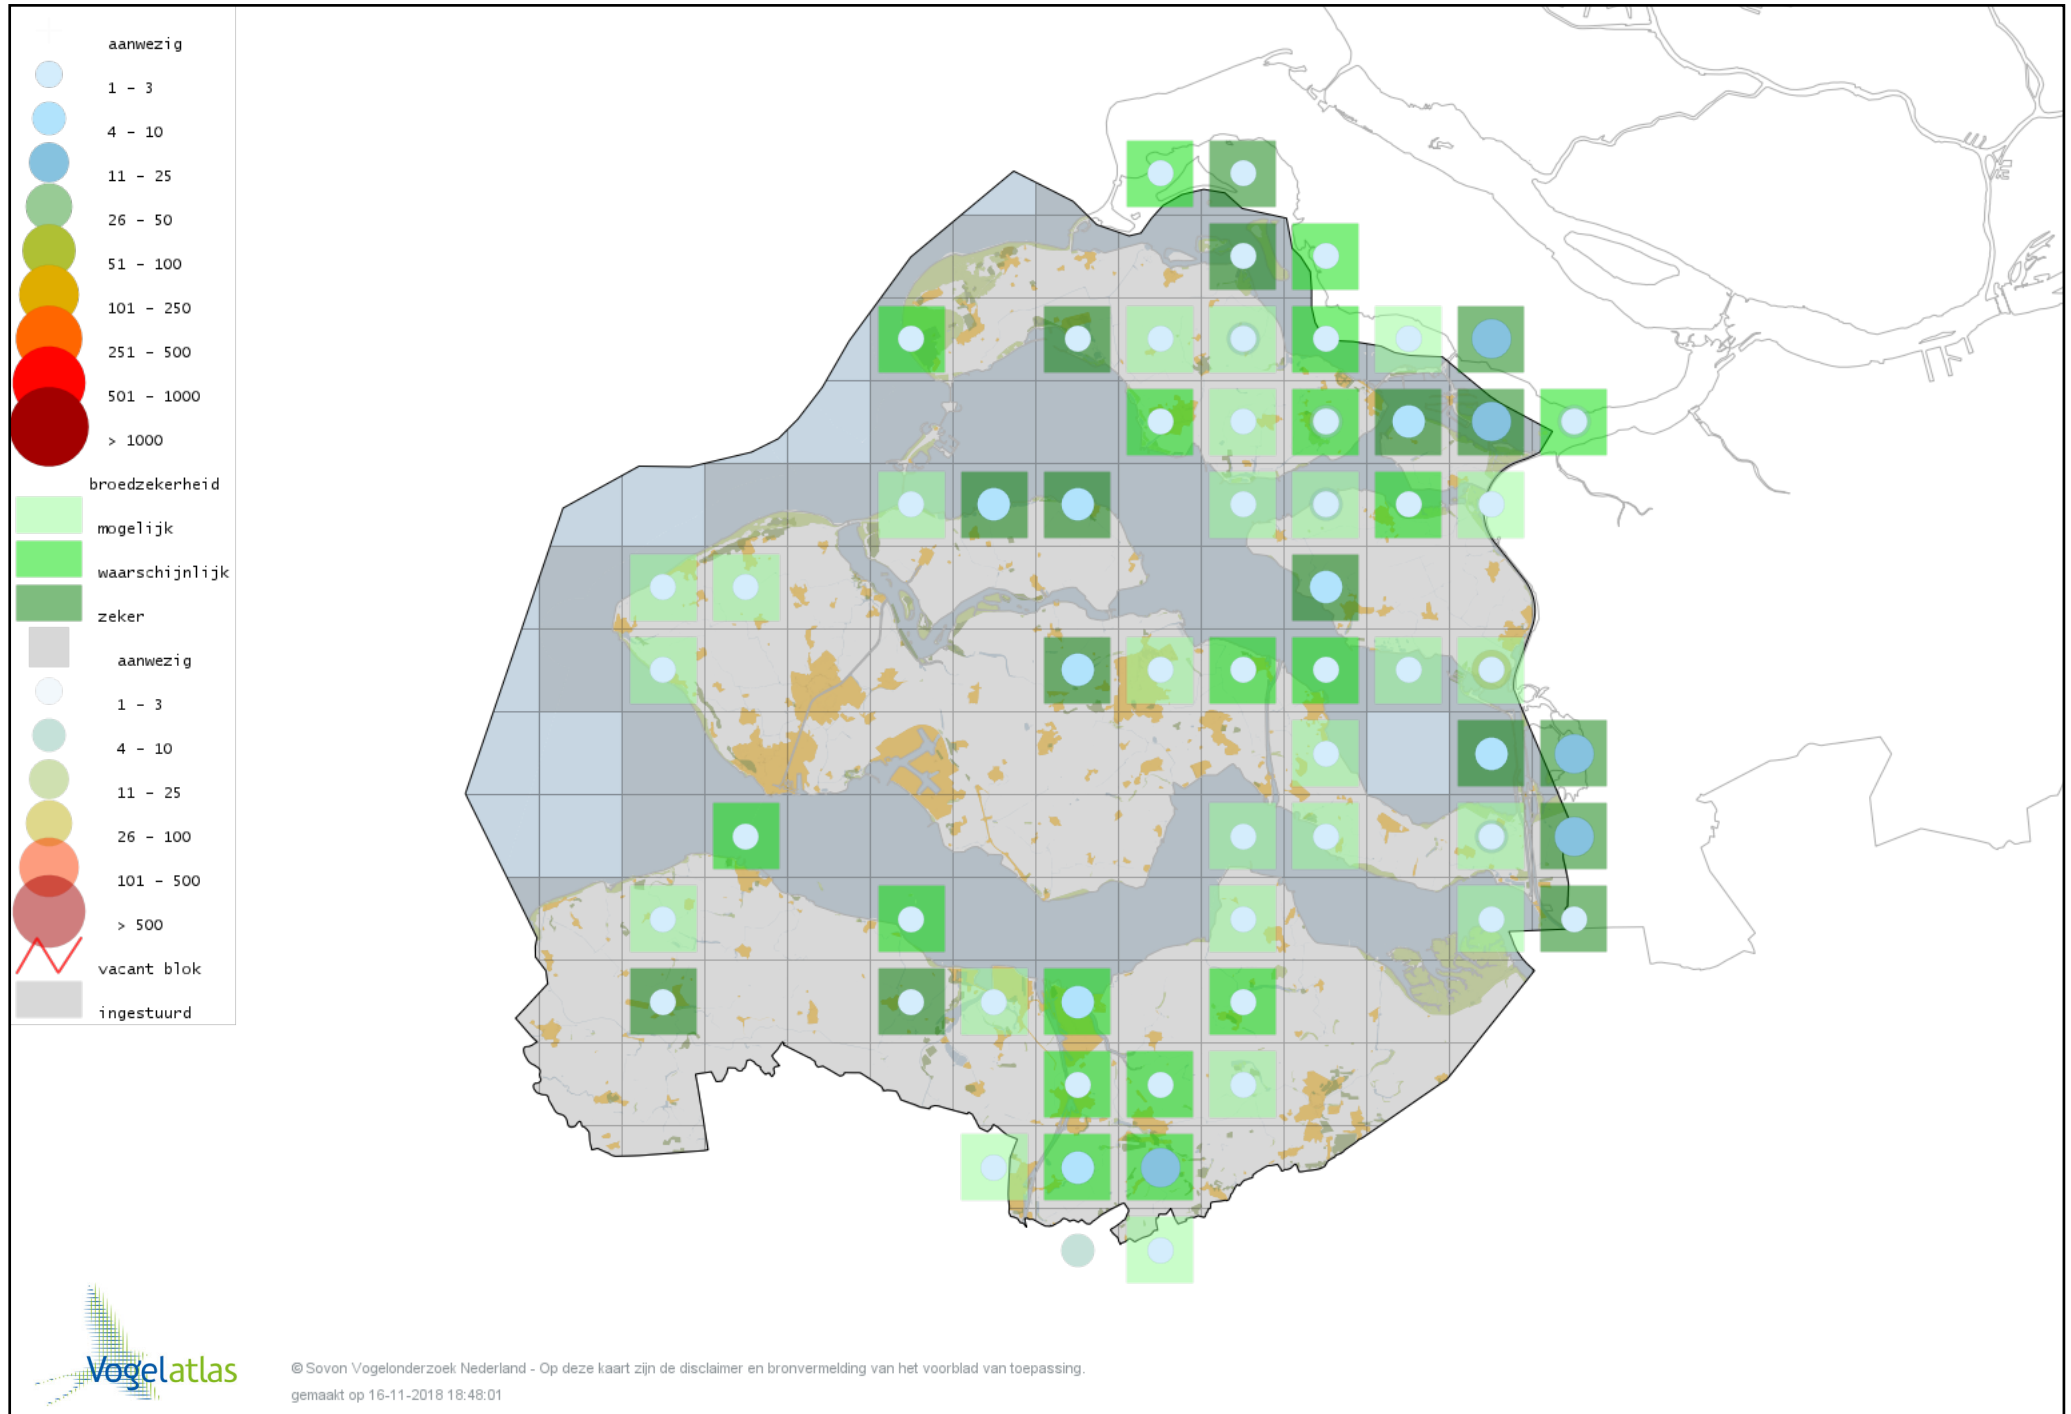 aanwezig
1 - 3
4 - 10
11 - 25
26 - 50
51 - 100
101 - 250
251 - 500
501 - 1000
> 1000
broedzekerheid
mogelijk
waarschijnlijk
zeker
aanwezig
1 - 3
4 - 10
11 - 25
26 - 100
101 - 500
> 500
vacant blok
ingestuurd
Vogelatlas
© Sovon Vogelonderzoek Nederland - Op deze kaart zijn de disclaimer en bronvermelding van het voorblad van toepassing.
gemaakt op 16-11-2018 18:48:01